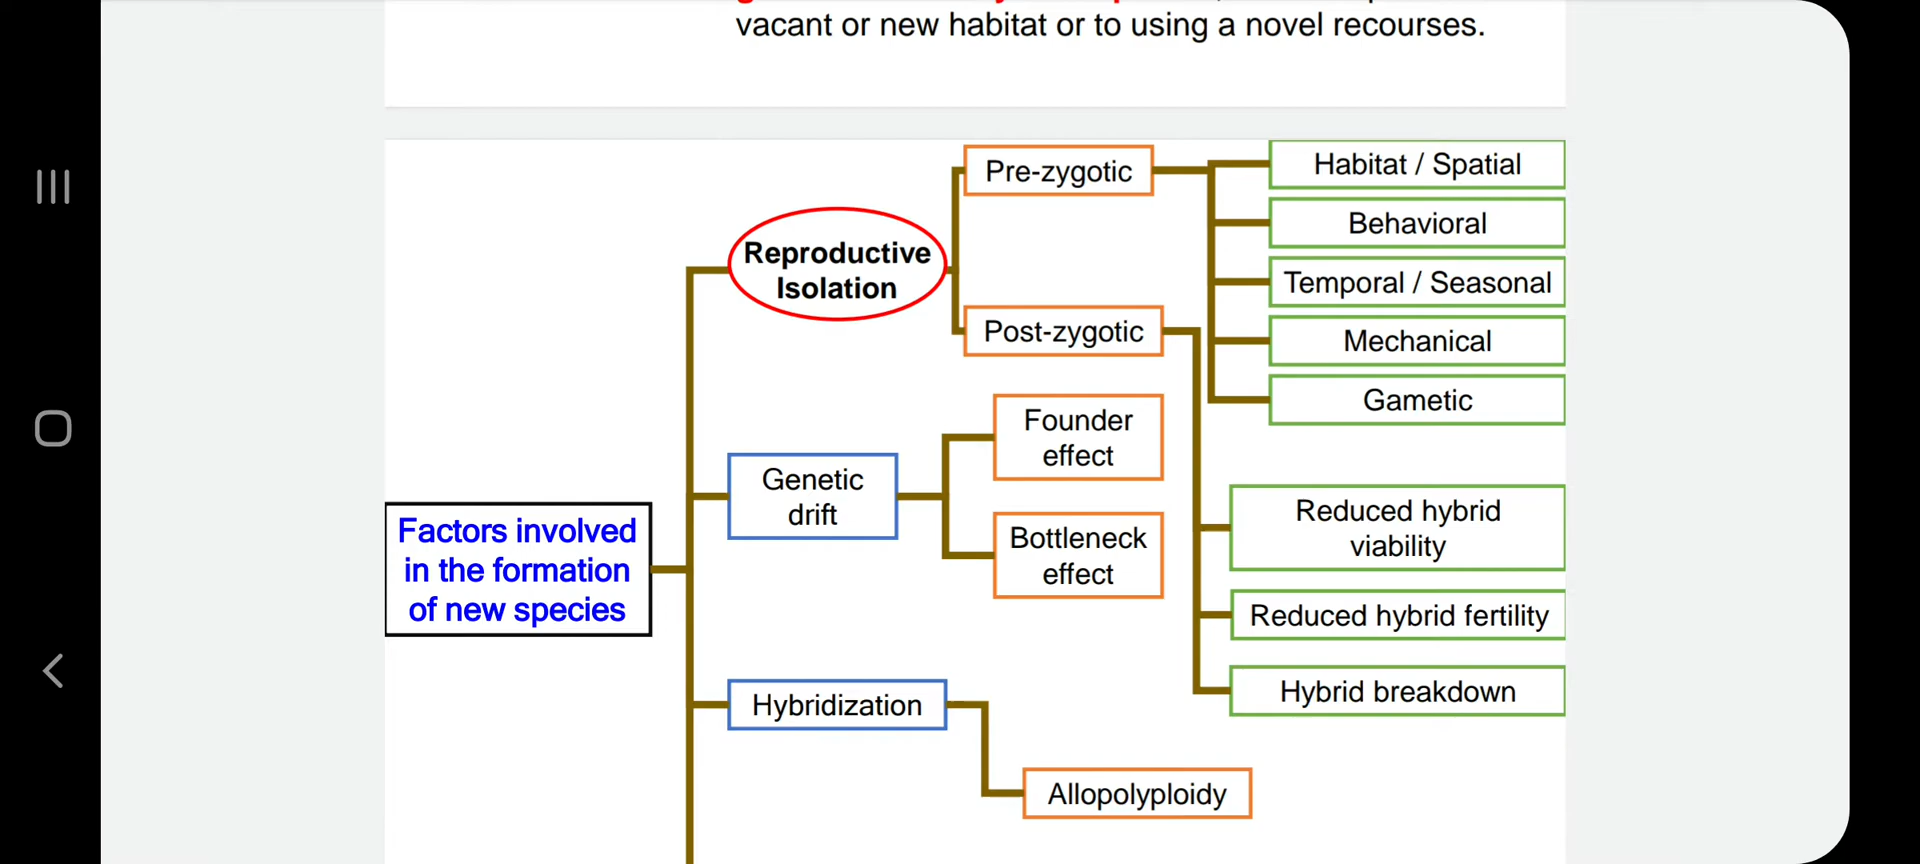 vacant or new habitat or to using a novel recourses.
Pre-zygotic
Habitat / Spatial
Behavioral
Reproductive
Isolation
Temporal / Seasonal
Post-zygotic
Mechanical
Gametic
Founder
effect
Genetic
drift
Bottleneck
effect
Reduced hybrid
viability
Factors involved
in the formation
of new species
Reduced hybrid fertility
Hybrid breakdown
Hybridization
Allopolyploidy